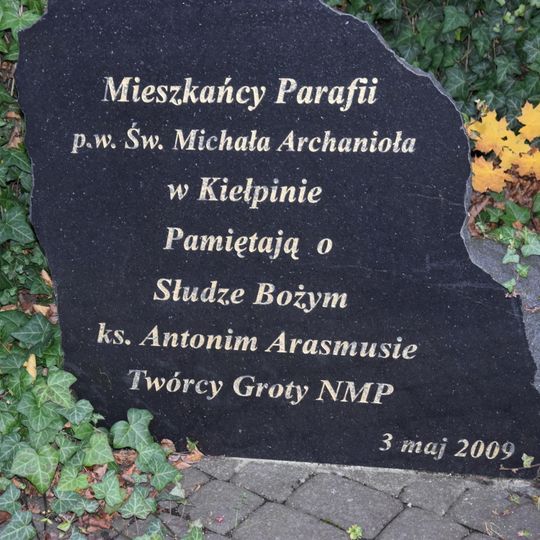 Mieszkańcy Parafii
p.w. Św. Michała Archanioła
w Kiełpinie
Pamiętają o
Słudze Bożym
ks. Antonim Arasmusie
Twórcy Groty NMP
3 maj 2009